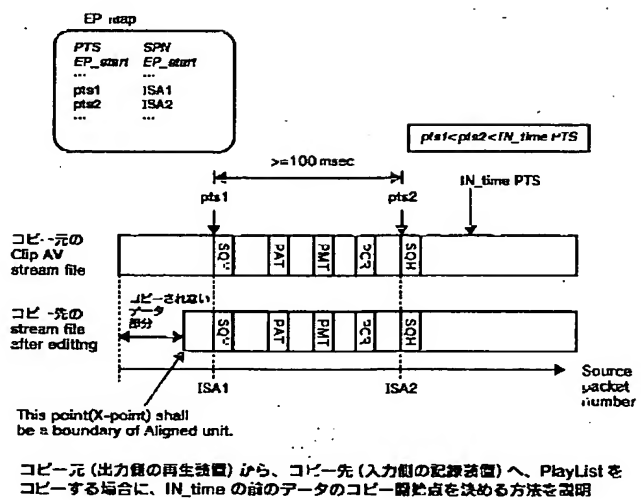 EP_map
PTS SPN
EP_start EP_start
... ...
pts1 ISA1
pts2 ISA2
... ...
pts1<pts2<IN_time PTS
>=100 msec
IN_time PTS
pts1 pts2
コピー元の
Clip AV
stream file
SQH PAT PMT PCR SQH
コピーされない
データ
部分
コピー先の
stream file
after editing
SQH PAT PMT PCR SQH
ISA1 ISA2
Source
packet
number
This point(X-point) shall
be a boundary of Aligned unit.
コピー元 (出力側の再生装置) から、コピー先 (入力側の記録装置) へ、PlayList を
コピーする場合に、IN_time の前のデータのコピー開始点を決める方法を説明